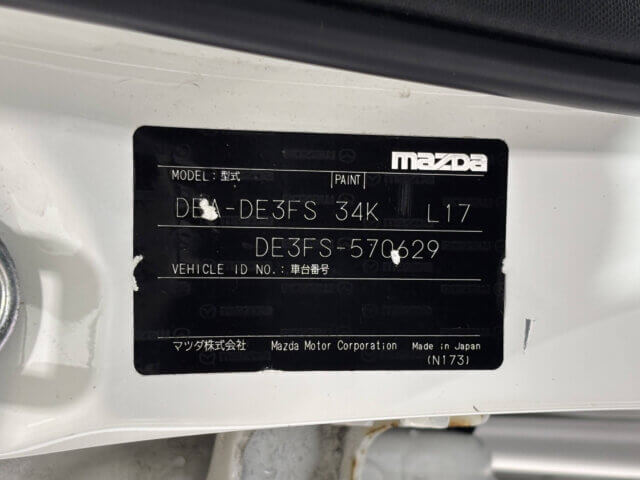 mazda
MODEL:型式 PAINT
DBA-DE3FS 34K L17
DE3FS-570629
VEHICLE ID NO.:車台番号
マツダ株式会社 Mazda Motor Corporation Made in Japan
(N173)